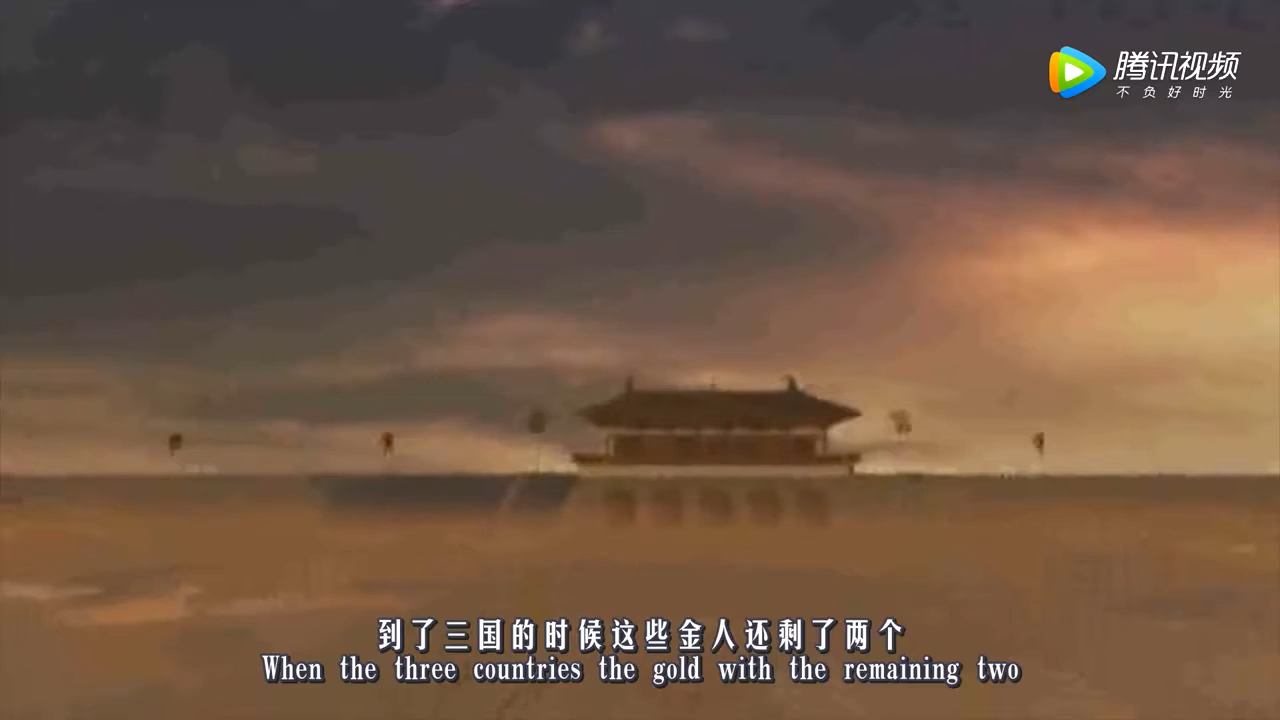 腾讯视频
不负好时光
到了三国的时候这些金人还剩了两个
When the three countries the gold with the remaining two